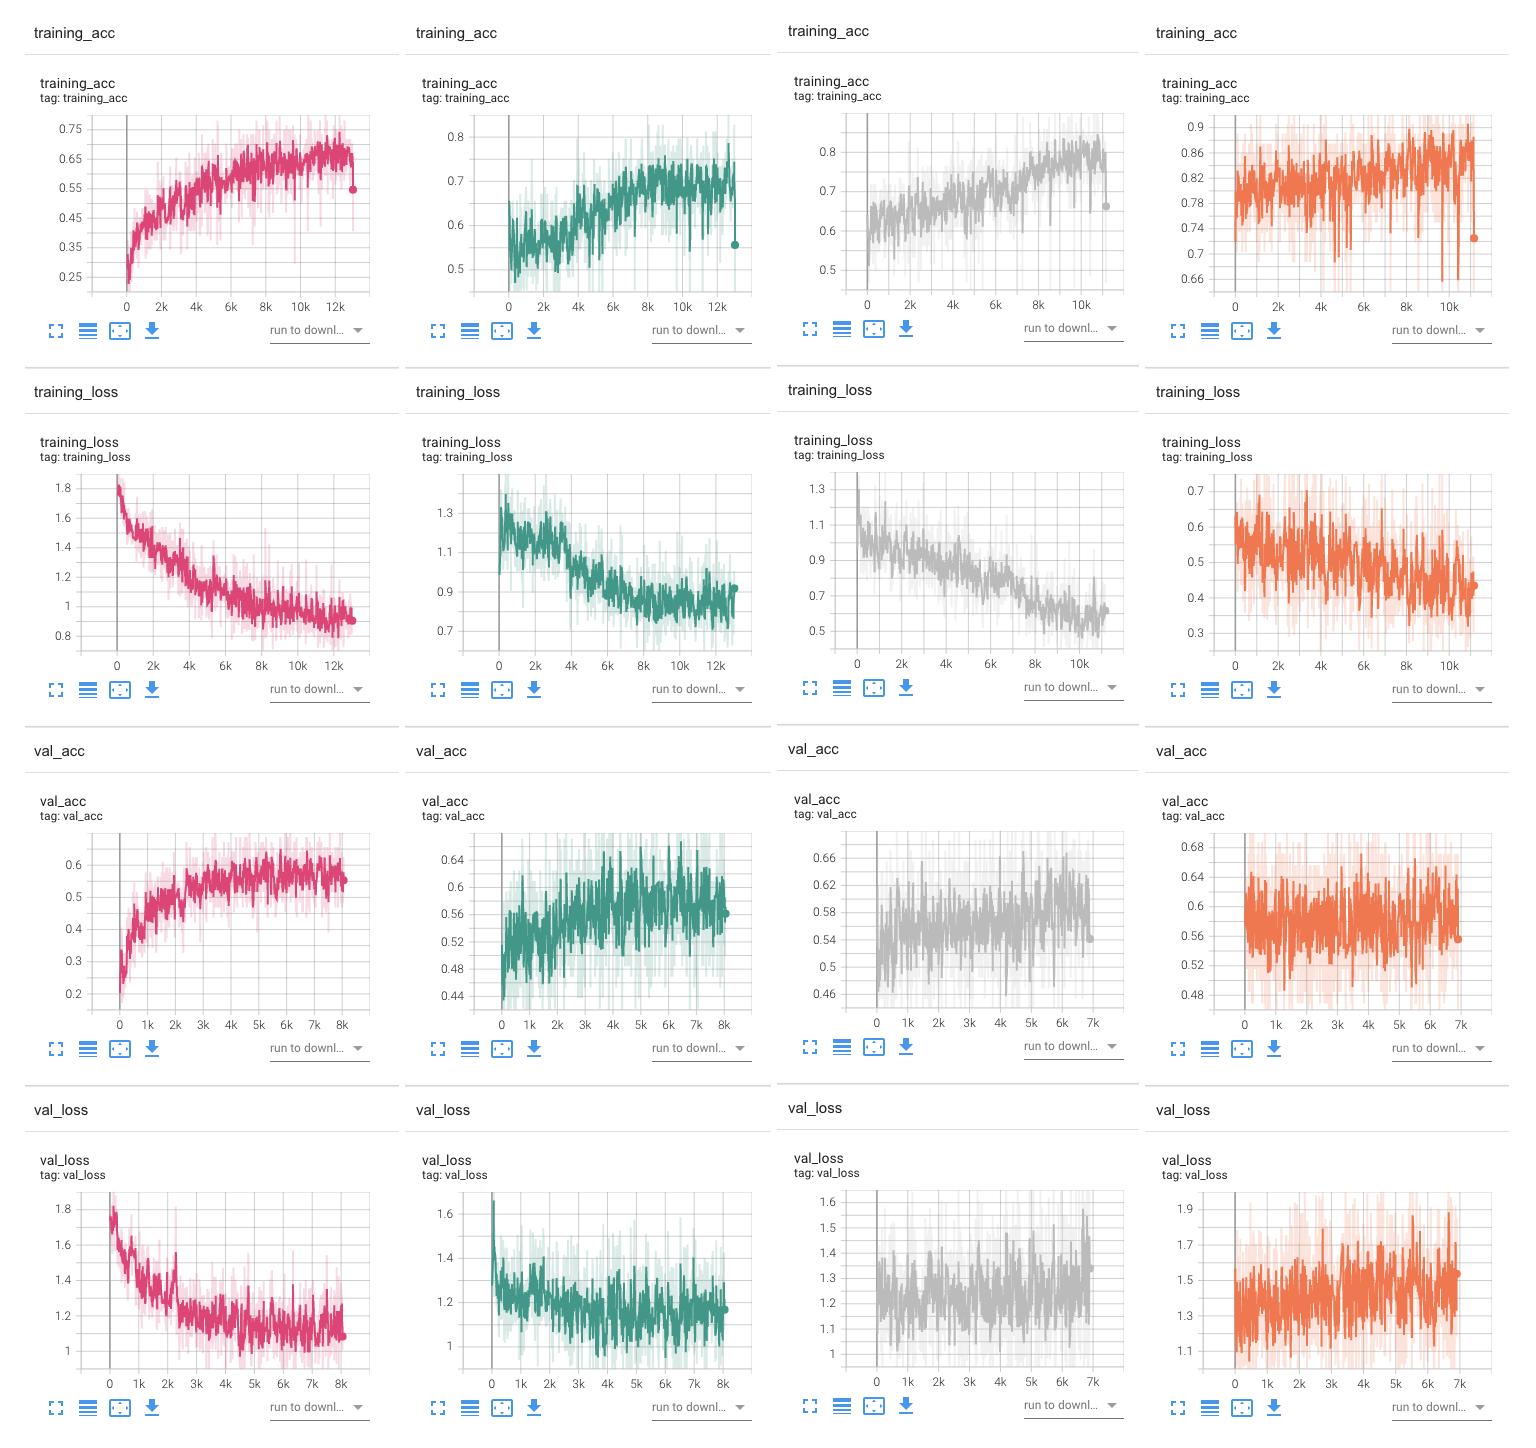 training_acc training_acc training_acc training_acc
training_acc training_acc training_acc training_acc
tag: training_acc tag: training_acc tag: training_acc tag: training_acc
0.75
0.65
0.55
0.45
0.35
0.25
0 2k 4k 6k 8k 10k 12k
0.8
0.7
0.6
0.5
0 2k 4k 6k 8k 10k 12k
0.8
0.7
0.6
0.5
0 2k 4k 6k 8k 10k
0.9
0.86
0.82
0.78
0.74
0.7
0.66
0 2k 4k 6k 8k 10k
run to downl... run to downl... run to downl... run to downl...
training_loss training_loss training_loss training_loss
training_loss training_loss training_loss training_loss
tag: training_loss tag: training_loss tag: training_loss tag: training_loss
1.8
1.6
1.4
1.2
1
0.8
0 2k 4k 6k 8k 10k 12k
1.3
1.1
0.9
0.7
0 2k 4k 6k 8k 10k 12k
1.3
1.1
0.9
0.7
0.5
0 2k 4k 6k 8k 10k
0.7
0.6
0.5
0.4
0.3
0 2k 4k 6k 8k 10k
run to downl... run to downl... run to downl... run to downl...
val_acc val_acc val_acc val_acc
val_acc val_acc val_acc val_acc
tag: val_acc tag: val_acc tag: val_acc tag: val_acc
0.6
0.5
0.4
0.3
0.2
0 1k 2k 3k 4k 5k 6k 7k 8k
0.64
0.6
0.56
0.52
0.48
0.44
0 1k 2k 3k 4k 5k 6k 7k 8k
0.66
0.62
0.58
0.54
0.5
0.46
0 1k 2k 3k 4k 5k 6k 7k
0.68
0.64
0.6
0.56
0.52
0.48
0 1k 2k 3k 4k 5k 6k 7k
run to downl... run to downl... run to downl... run to downl...
val_loss val_loss val_loss val_loss
val_loss val_loss val_loss val_loss
tag: val_loss tag: val_loss tag: val_loss tag: val_loss
1.8
1.6
1.4
1.2
1
0 1k 2k 3k 4k 5k 6k 7k 8k
1.6
1.4
1.2
1
0 1k 2k 3k 4k 5k 6k 7k 8k
1.6
1.5
1.4
1.3
1.2
1.1
1
0 1k 2k 3k 4k 5k 6k 7k
1.9
1.7
1.5
1.3
1.1
0 1k 2k 3k 4k 5k 6k 7k
run to downl... run to downl... run to downl... run to downl...